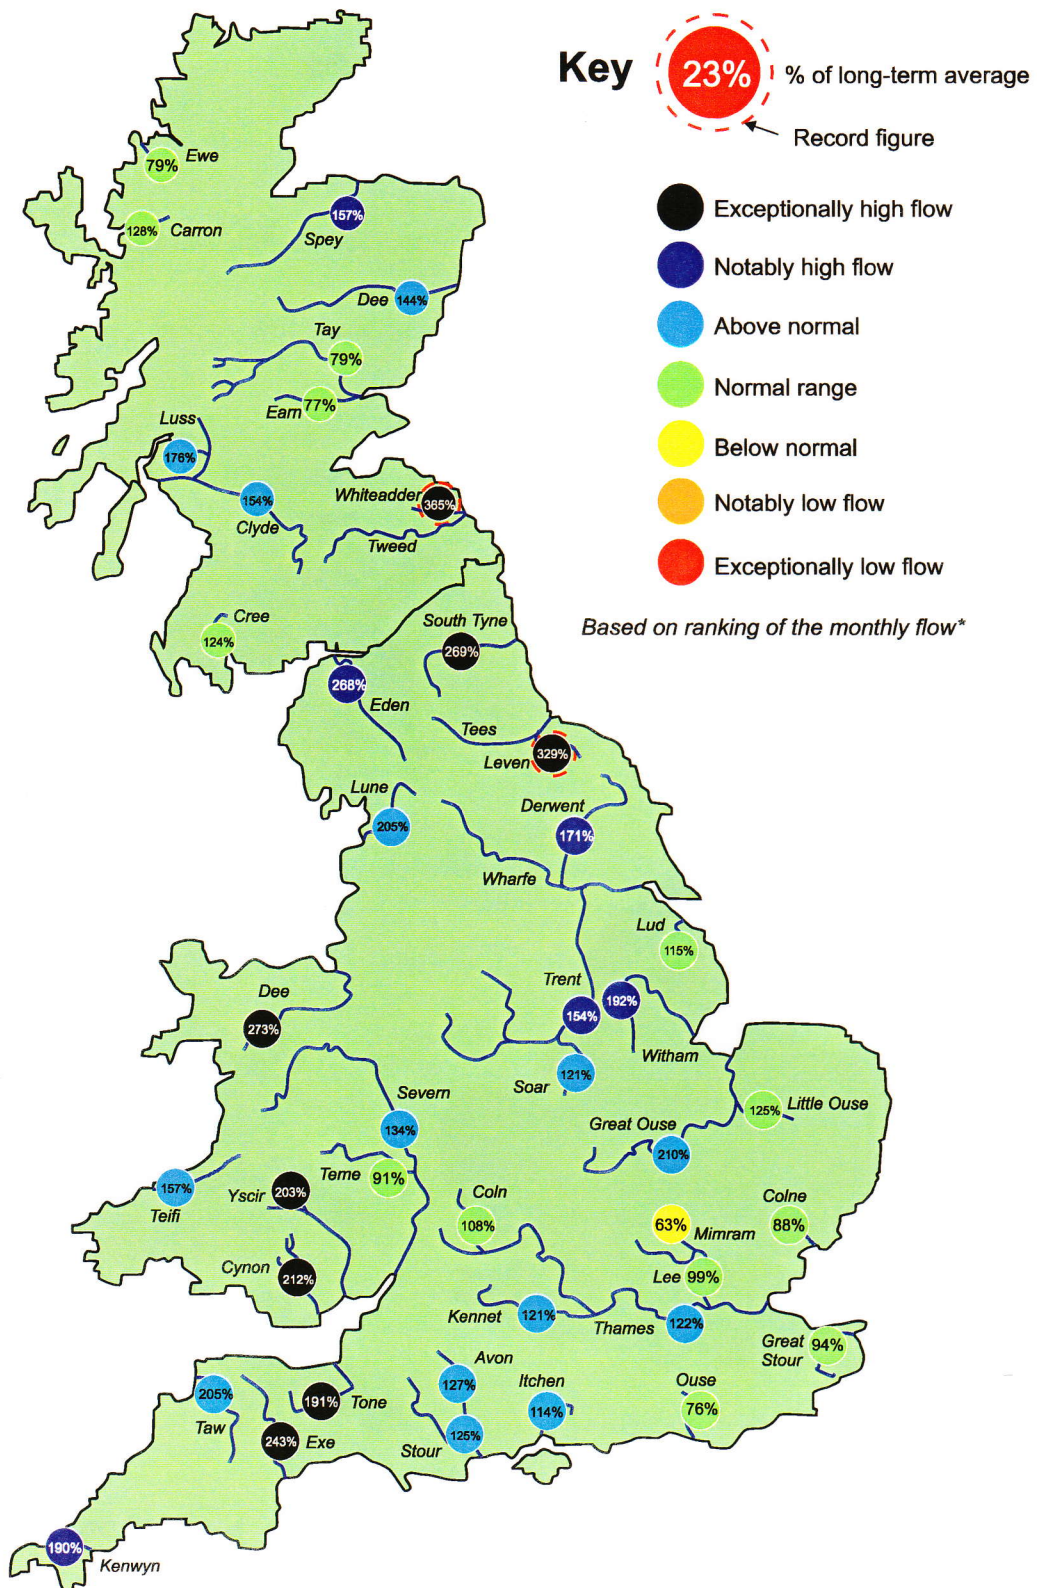 Key
23%
% of long-term average
Record figure
Exceptionally high flow
Notably high flow
Above normal
Normal range
Below normal
Notably low flow
Exceptionally low flow
Based on ranking of the monthly flow*
Ewe
79%
128%
Carron
157%
Spey
Dee
144%
Tay
79%
Earn
77%
Luss
176%
154%
Clyde
Whiteadder
365%
Tweed
Cree
124%
South Tyne
269%
268%
Eden
Tees
Leven
329%
Lune
205%
Derwent
171%
Wharfe
Lud
115%
Trent
154%
192%
Witham
Dee
273%
Soar
121%
Severn
134%
Little Ouse
125%
Great Ouse
210%
Teme
91%
157%
Teifi
Yscir
203%
Coln
108%
63%
Mimram
Colne
88%
Cynon
212%
Lee
99%
Kennet
121%
Thames
122%
Great
Stour
94%
Avon
127%
Itchen
114%
Ouse
76%
205%
Taw
191%
Tone
243%
Exe
Stour
125%
190%
Kenwyn